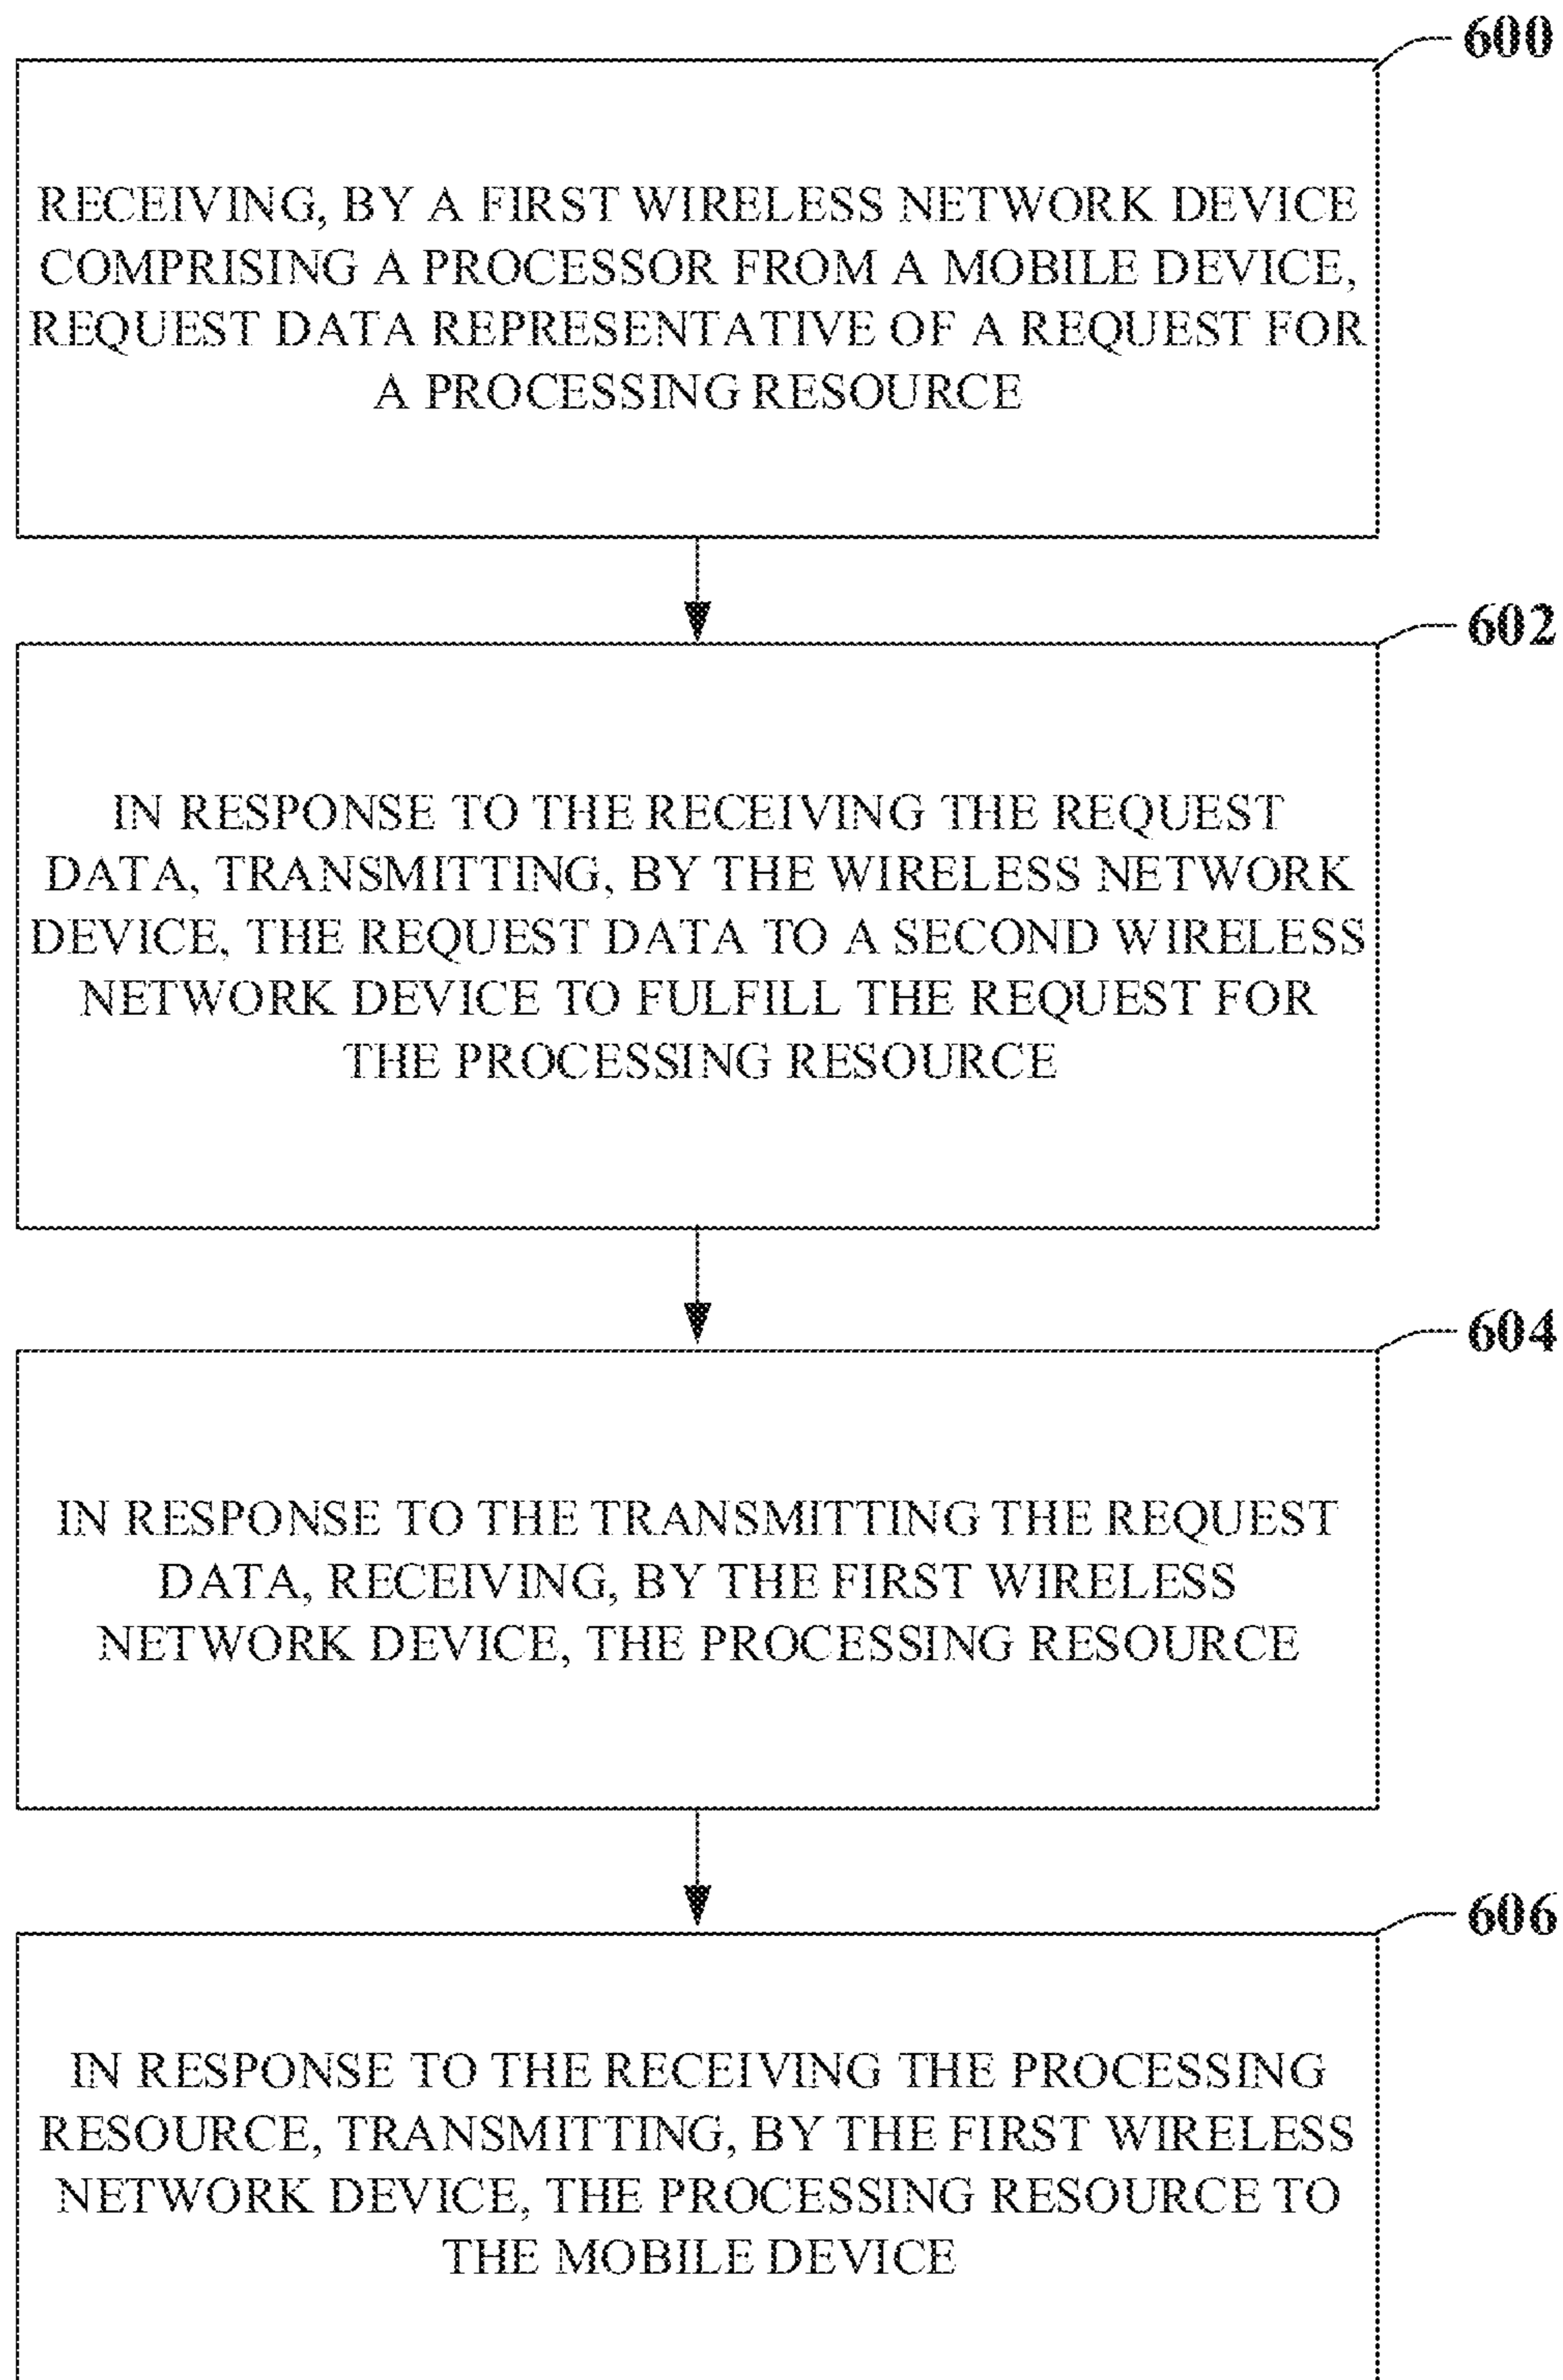 600
RECEIVING, BY A FIRST WIRELESS NETWORK DEVICE
COMPRISING A PROCESSOR FROM A MOBILE DEVICE,
REQUEST DATA REPRESENTATIVE OF A REQUEST FOR
A PROCESSING RESOURCE
602
IN RESPONSE TO THE RECEIVING THE REQUEST
DATA, TRANSMITTING, BY THE WIRELESS NETWORK
DEVICE, THE REQUEST DATA TO A SECOND WIRELESS
NETWORK DEVICE TO FULFILL THE REQUEST FOR
THE PROCESSING RESOURCE
604
IN RESPONSE TO THE TRANSMITTING THE REQUEST
DATA, RECEIVING, BY THE FIRST WIRELESS
NETWORK DEVICE, THE PROCESSING RESOURCE
606
IN RESPONSE TO THE RECEIVING THE PROCESSING
RESOURCE, TRANSMITTING, BY THE FIRST WIRELESS
NETWORK DEVICE, THE PROCESSING RESOURCE TO
THE MOBILE DEVICE